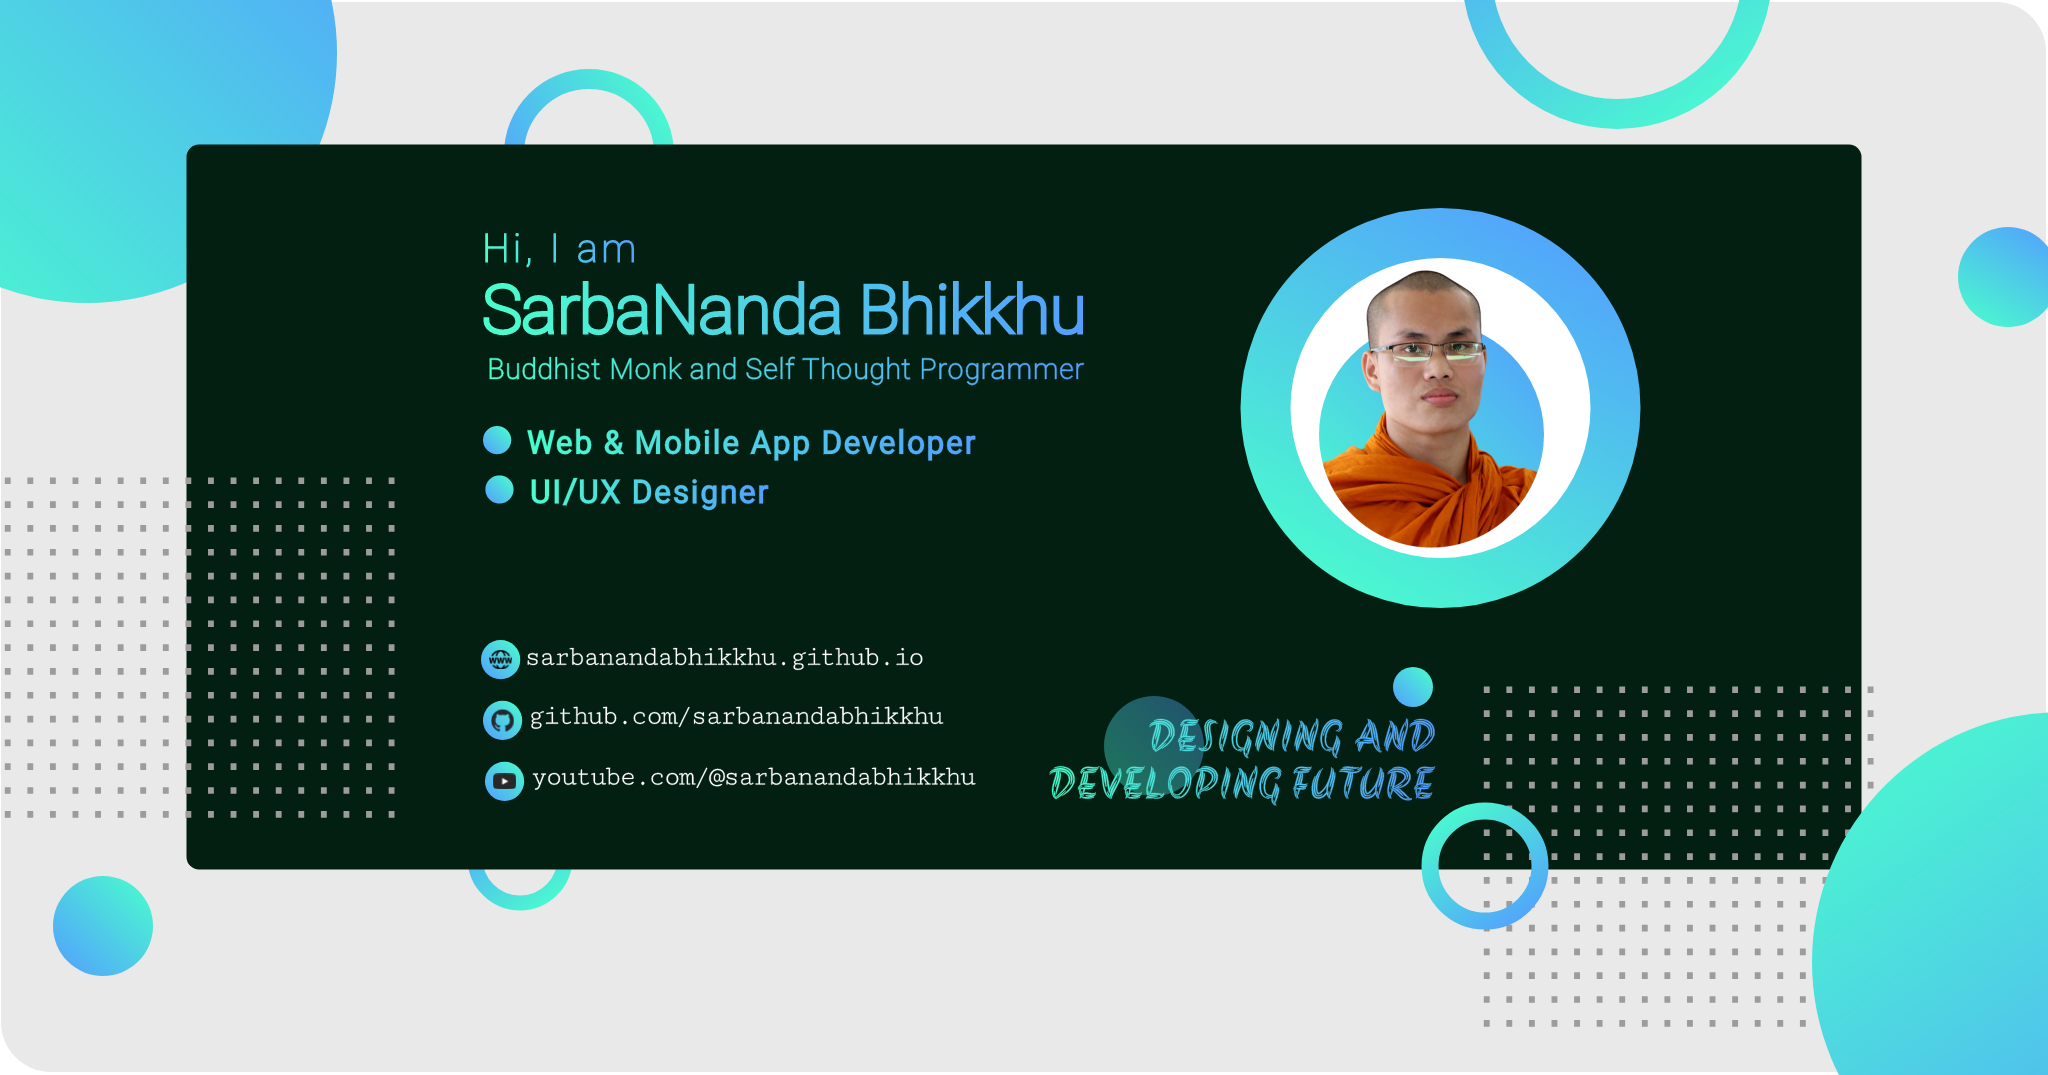 Hi, I am
SarbaNanda Bhikkhu
Buddhist Monk and Self Thought Programmer
Web & Mobile App Developer
UI/UX Designer
www sarbanandabhikkhu.github.io
github.com/sarbanandabhikkhu
youtube.com/@sarbanandabhikkhu
DESIGNING AND
DEVELOPING FUTURE